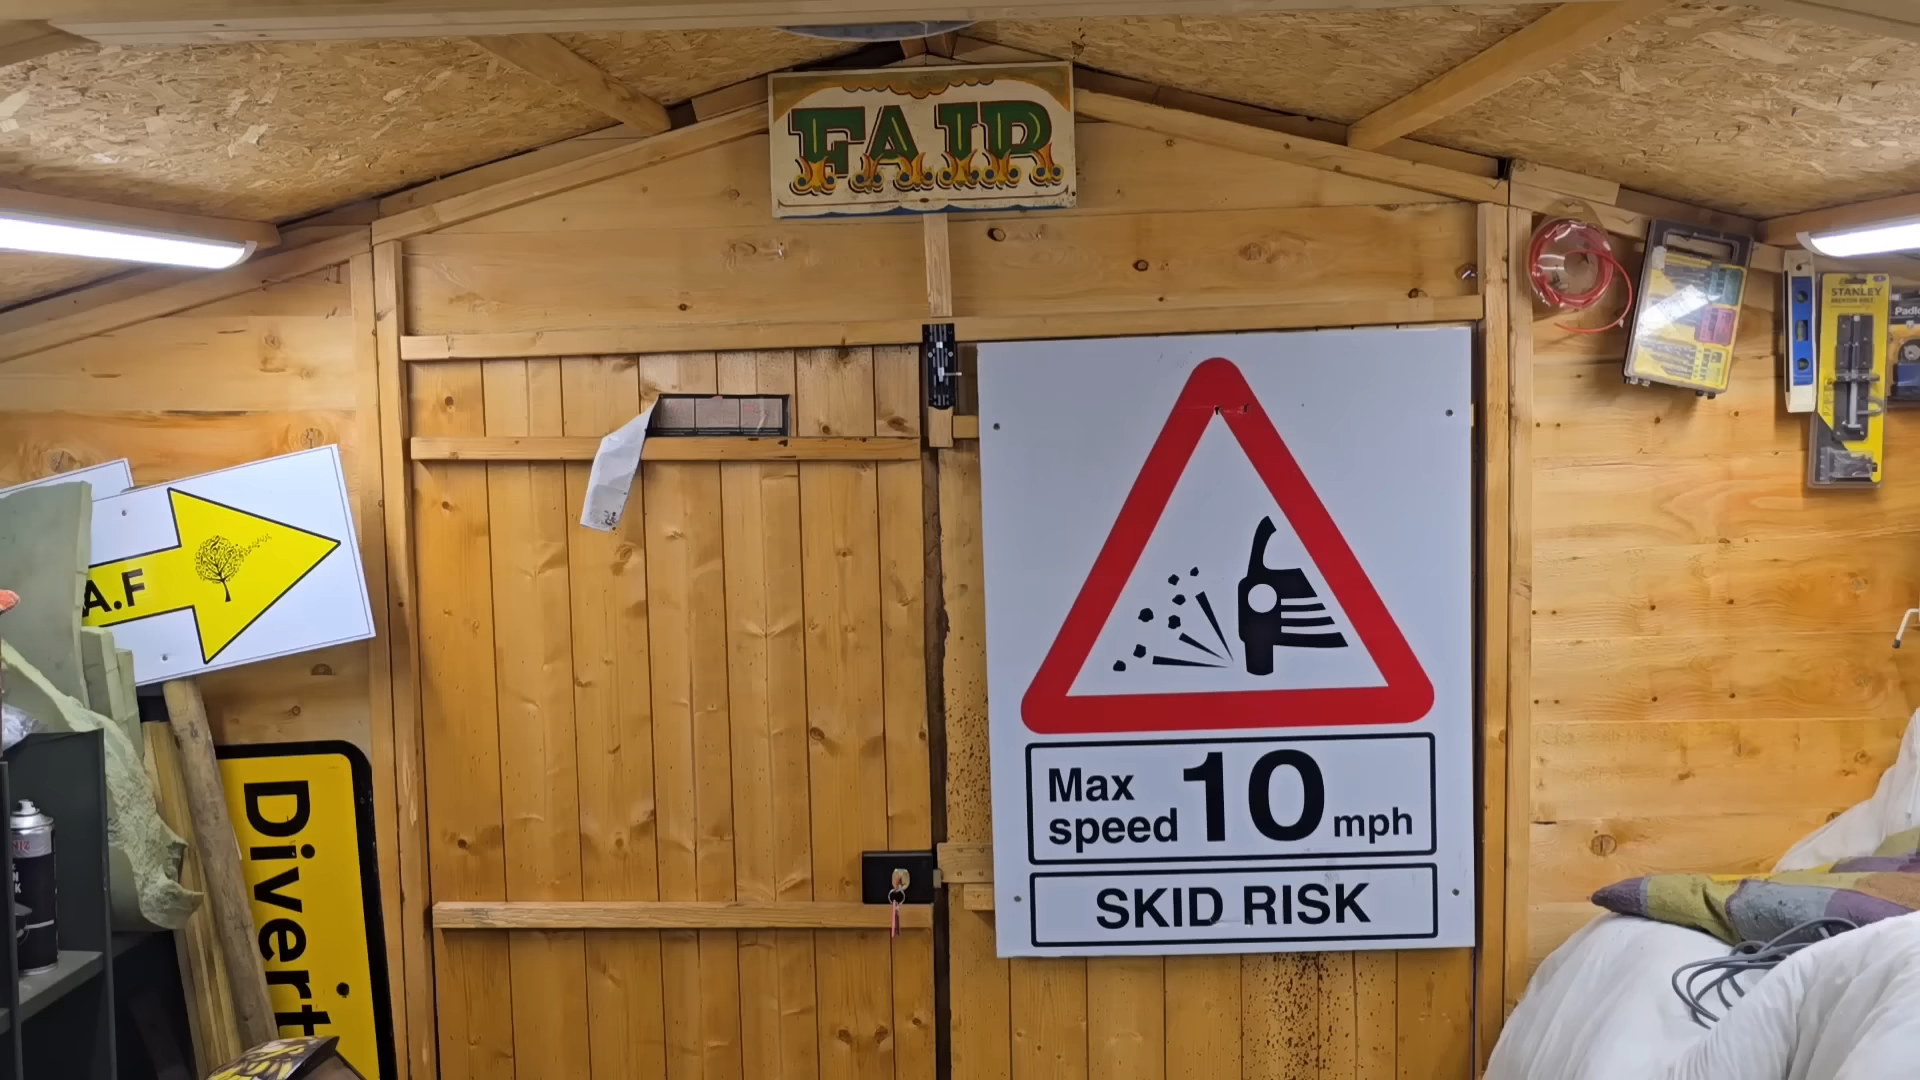 FAIR
STANLEY
A.F
Max
speed 10 mph
SKID RISK
Divert